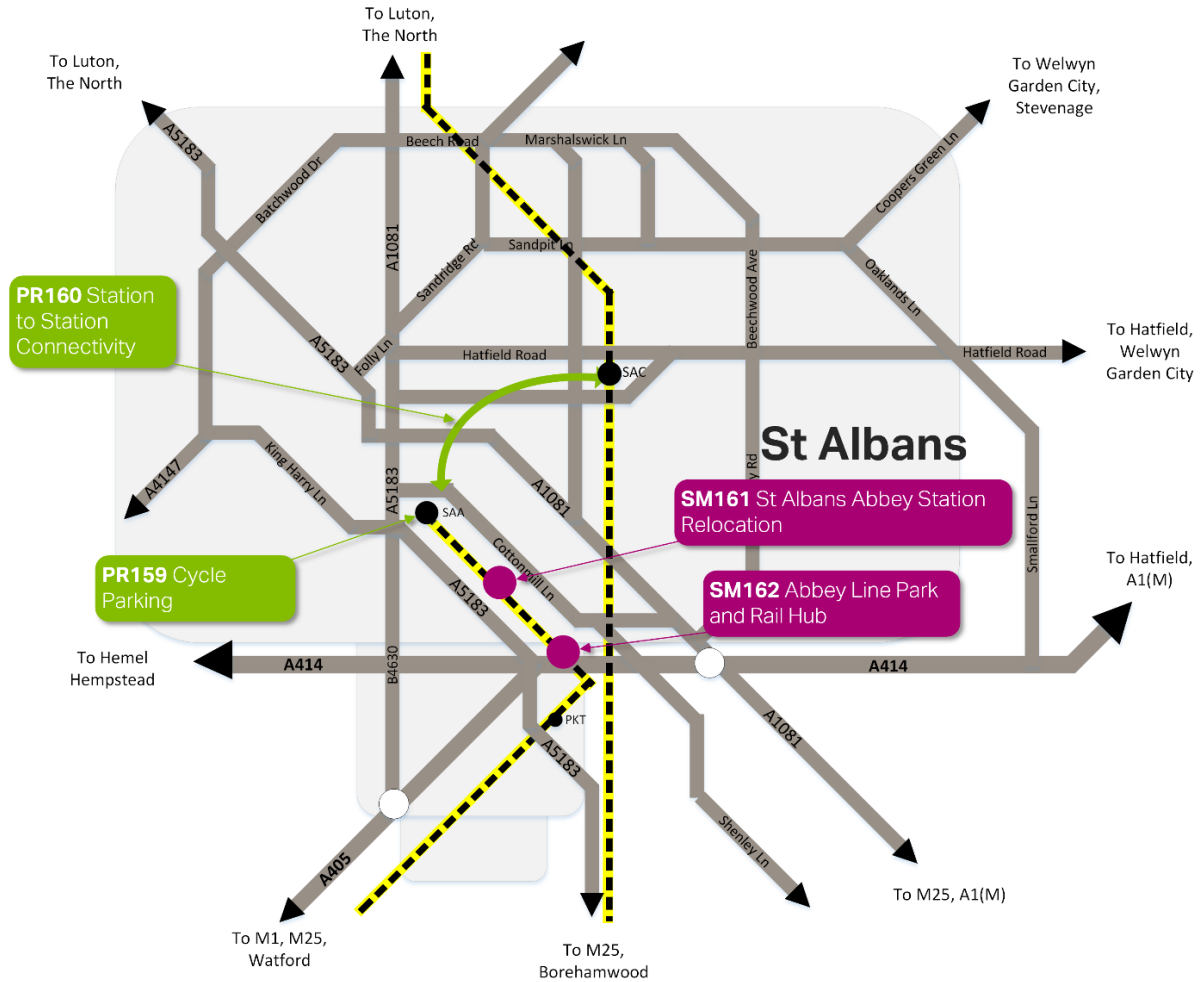 To Luton,
The North
To Luton,
The North
To Welwyn
Garden City,
Stevenage
A5183
Beech Road
Marshalswick Ln
Batchwood Dr
Coopers Green Ln
A1081
Sandridge Rd
Sandpit Ln
Beechwood Ave
Oaklands Ln
PR160 Station
to Station
Connectivity
A5183
Folly Ln
Hatfield Road
Hatfield Road
To Hatfield,
Welwyn
Garden City
SAC
St Albans
King Harry Ln
A4147
A5183
SAA
A1081
y Rd
SM161 St Albans Abbey Station
Relocation
Smallford Ln
Cottonmill Ln
PR159 Cycle
Parking
A5183
SM162 Abbey Line Park
and Rail Hub
To Hatfield,
A1(M)
To Hemel
Hempstead
A414
B4630
A414
PKT
A5183
A1081
Shenley Ln
A405
To M25, A1(M)
To M1, M25,
Watford
To M25,
Borehamwood